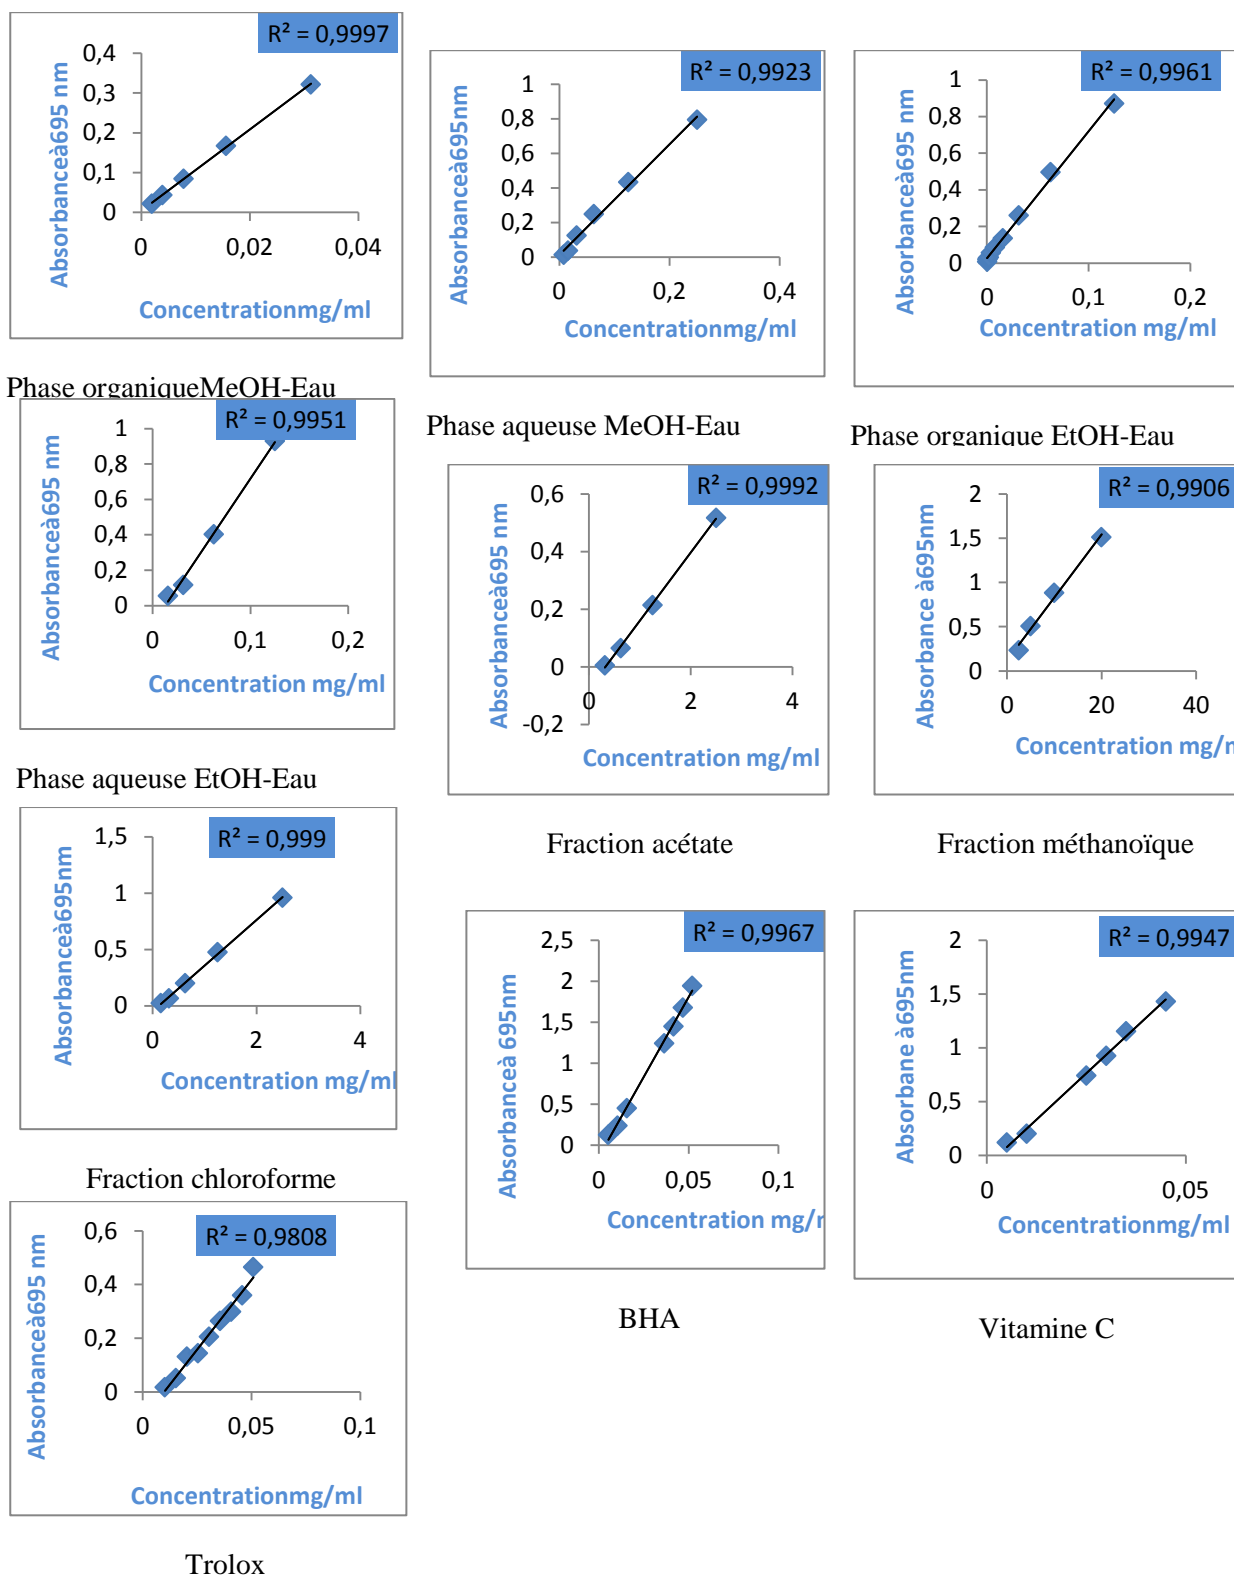 R² = 0,9997
0,4
0,3
0,2
0,1
0
0 0,02 0,04
Absorbanceà695 nm
Concentrationmg/ml
Phase organiqueMeOH-Eau
R² = 0,9923
1
0,8
0,6
0,4
0,2
0
0 0,2 0,4
Absorbanceà695nm
Concentrationmg/ml
Phase aqueuse MeOH-Eau
R² = 0,9961
1
0,8
0,6
0,4
0,2
0
0 0,1 0,2
Absorbanceà695 nm
Concentration mg/ml
Phase organique EtOH-Eau
R² = 0,9951
1
0,8
0,6
0,4
0,2
0
0 0,1 0,2
Absorbanceà695 nm
Concentration mg/ml
Phase aqueuse EtOH-Eau
R² = 0,9992
0,6
0,4
0,2
0
-0,2
0 2 4
Absorbanceà695 nm
Concentration mg/ml
Fraction acétate
R² = 0,9906
2
1,5
1
0,5
0
0 20 40
Absorbance à695nm
Concentration mg/m
Fraction méthanoïque
R² = 0,999
1,5
1
0,5
0
0 2 4
Absorbanceà695nm
Concentration mg/ml
Fraction chloroforme
R² = 0,9967
2,5
2
1,5
1
0,5
0
0 0,05 0,1
Absorbanceà 695nm
Concentration mg/m
BHA
R² = 0,9947
2
1,5
1
0,5
0
0 0,05
Absorbane à695nm
Concentrationmg/ml
Vitamine C
R² = 0,9808
0,6
0,4
0,2
0
0 0,05 0,1
Absorbanceà695 nm
Concentrationmg/ml
Trolox